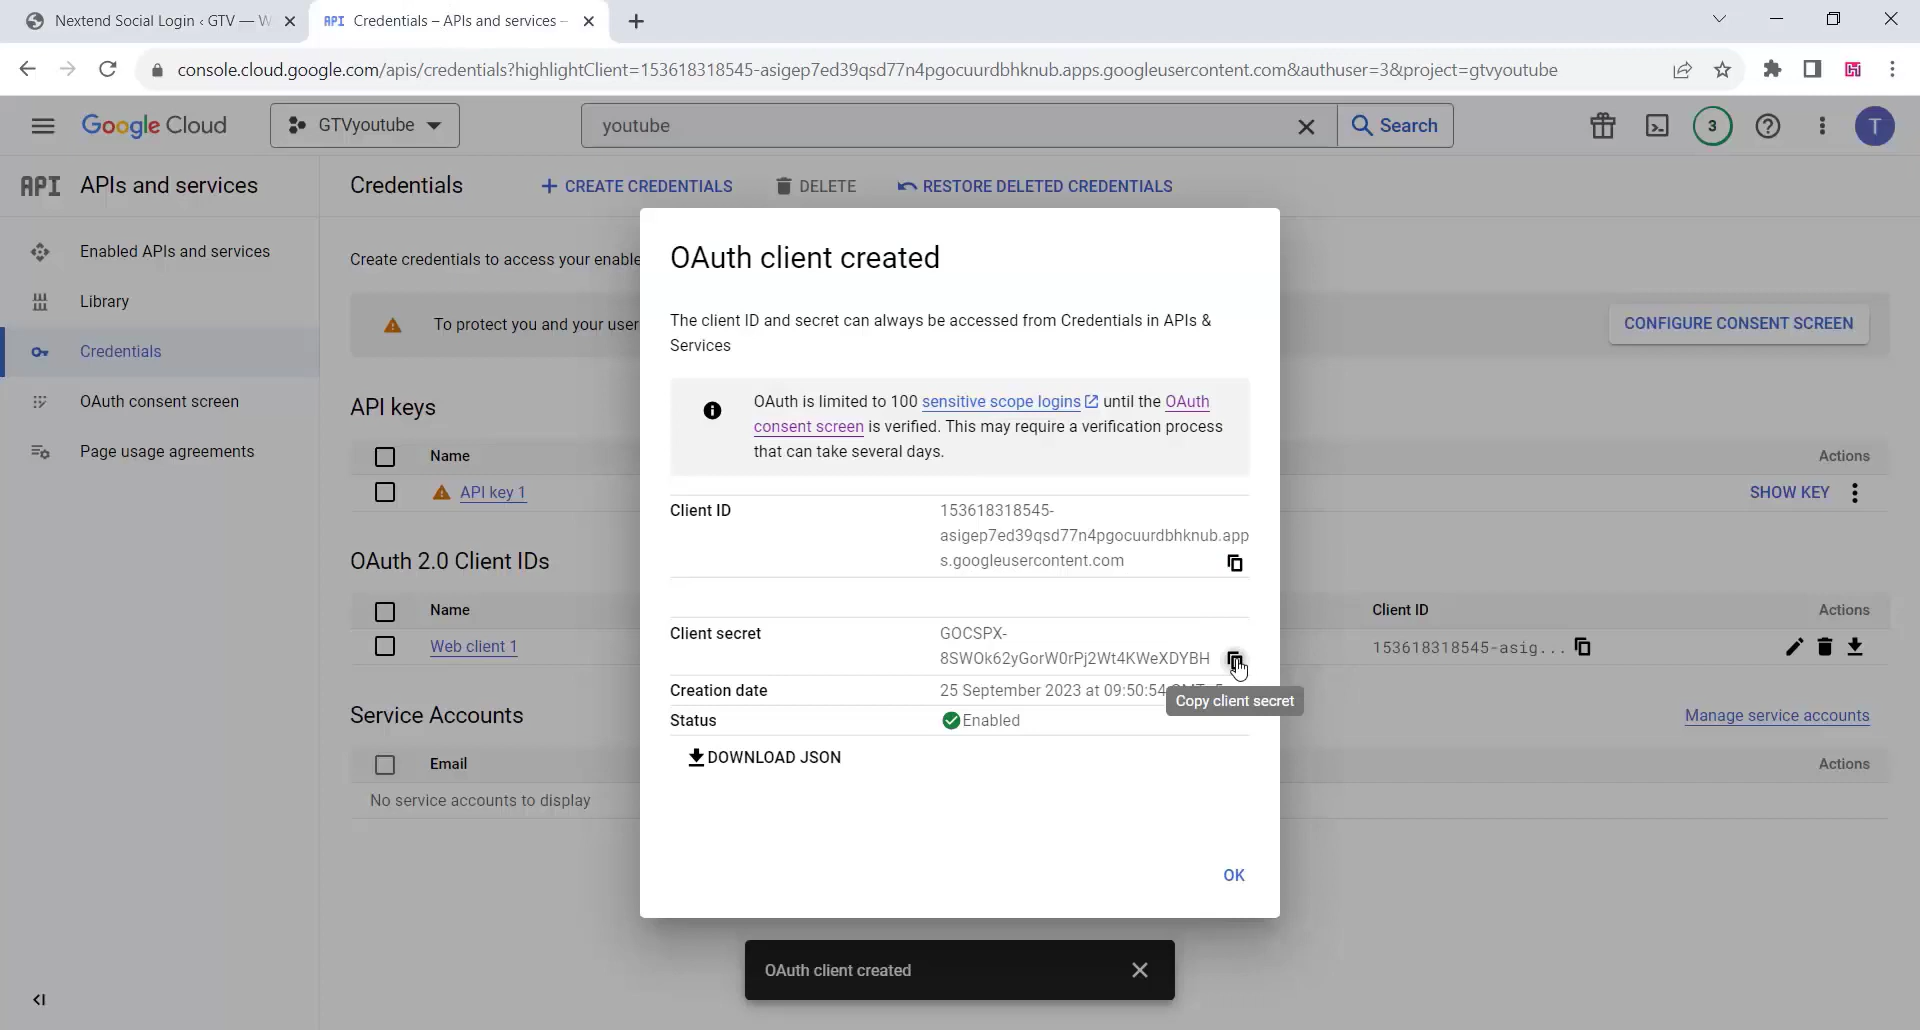 Nextend Social Login ‹ GTV — W
API Credentials – APIs and services –
console.cloud.google.com/apis/credentials?highlightClient=153618318545-asigep7ed39qsd77n4pgocuurdbhknub.apps.googleusercontent.com&authuser=3&project=gtvyoutube
Google Cloud
GTVyoutube
youtube
Search
3
T
API APIs and services
Credentials
CREATE CREDENTIALS
DELETE
RESTORE DELETED CREDENTIALS
Enabled APIs and services
Library
Credentials
OAuth consent screen
Page usage agreements
Create credentials to access your enable
To protect you and your user
CONFIGURE CONSENT SCREEN
API keys
Name
Actions
API key 1
SHOW KEY
OAuth 2.0 Client IDs
Name
Client ID
Actions
Web client 1
153618318545-asig...
Service Accounts
Manage service accounts
Email
Actions
No service accounts to display
OAuth client created
The client ID and secret can always be accessed from Credentials in APIs &
Services
OAuth is limited to 100 sensitive scope logins until the OAuth
consent screen is verified. This may require a verification process
that can take several days.
Client ID
153618318545-
asigep7ed39qsd77n4pgocuurdbhknub.app
s.googleusercontent.com
Client secret
GOCSPX-
8SWOk62yGorW0rPj2Wt4KWeXDYBH
Creation date
25 September 2023 at 09:50:54
Copy client secret
Status
Enabled
DOWNLOAD JSON
OK
OAuth client created